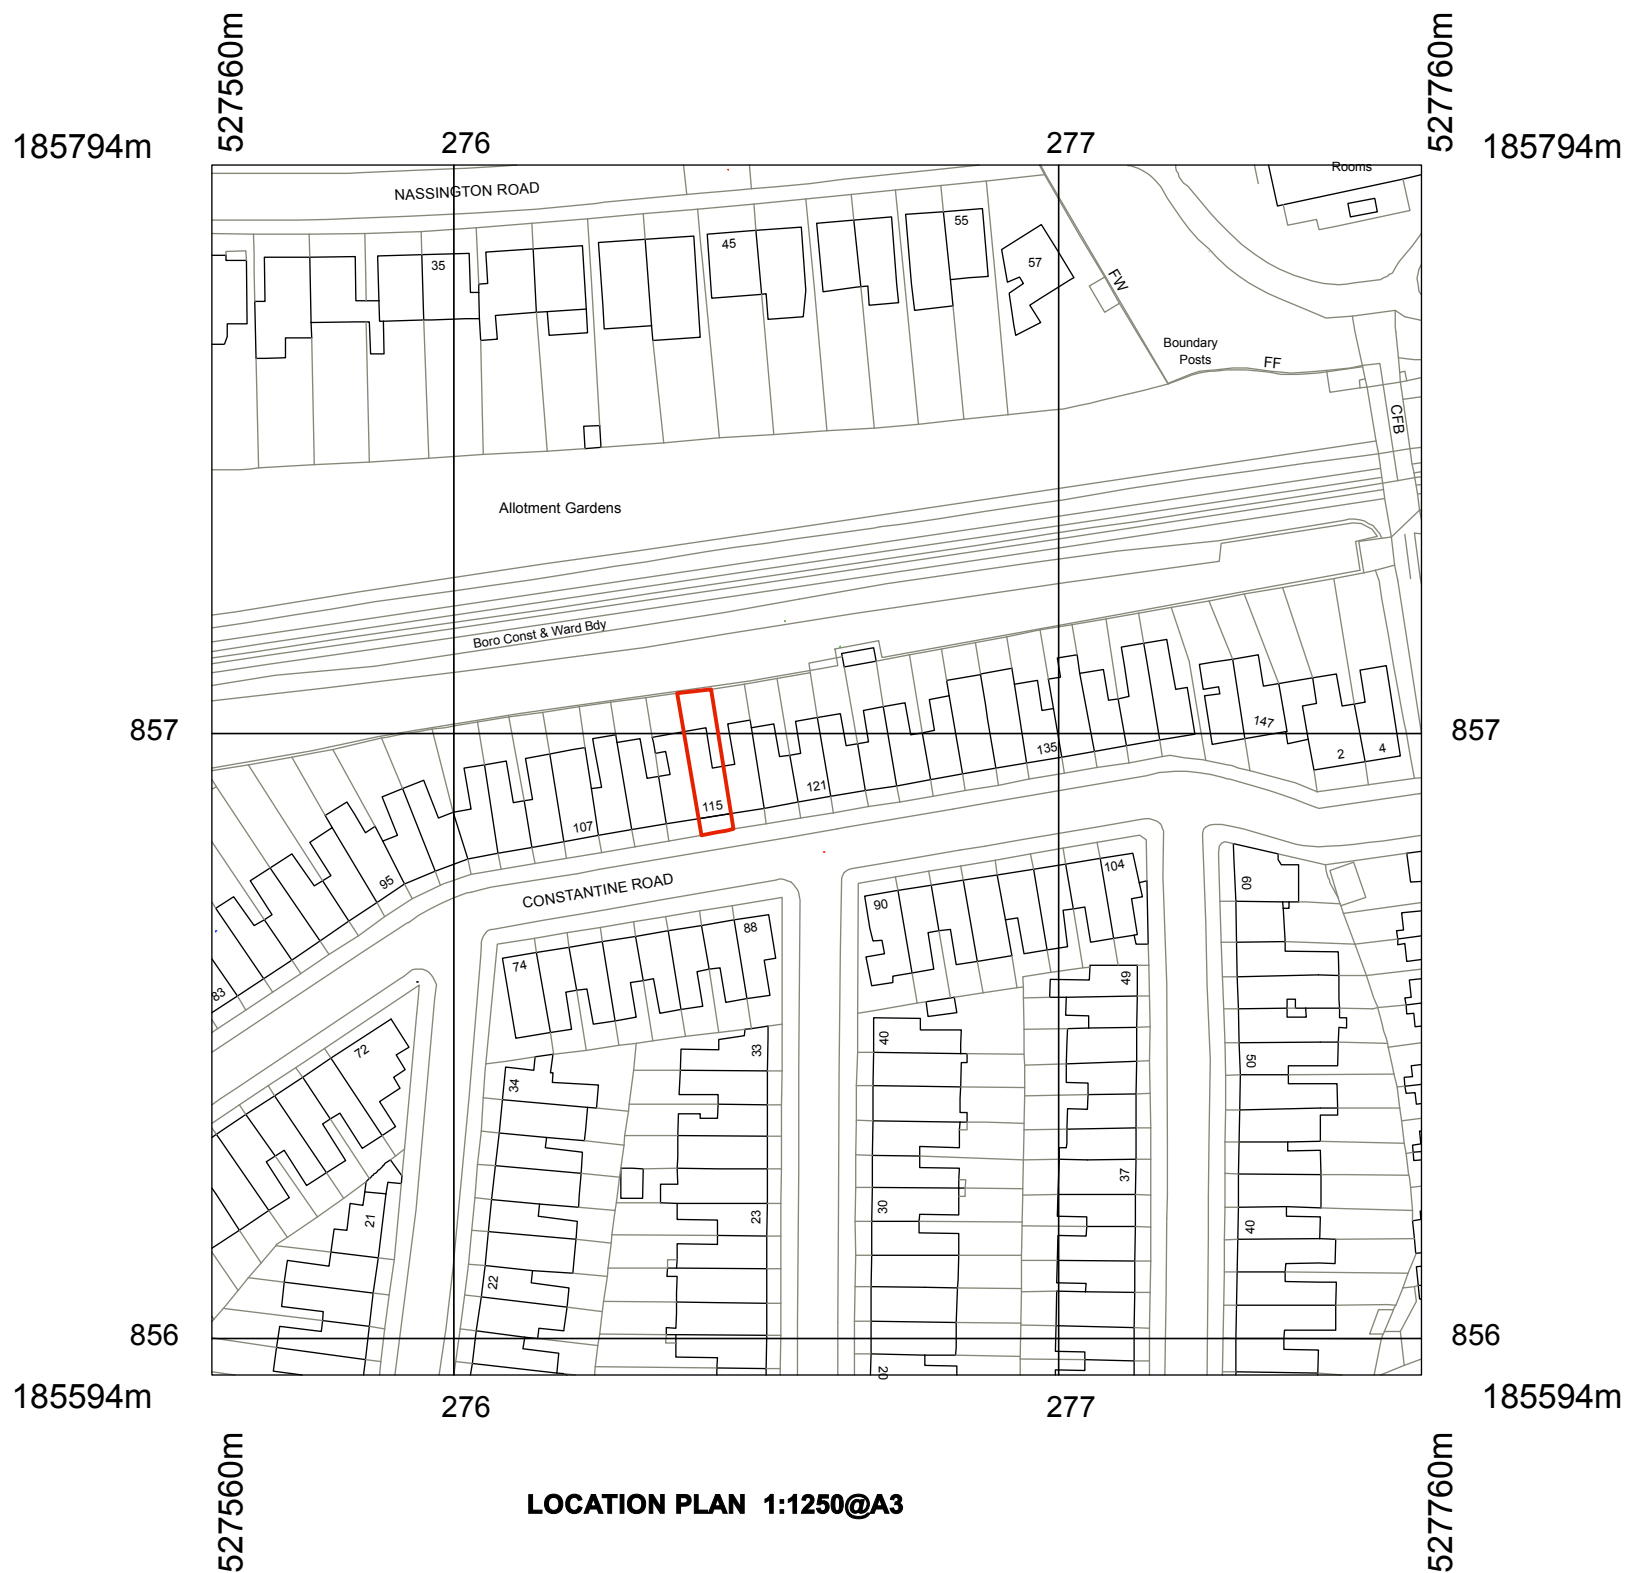 527560m
527760m
185794m
276
277
185794m
Rooms
NASSINGTON ROAD
55
45
35
57
FW
Boundary
Posts
FF
CFB
Allotment Gardens
Boro Const & Ward Bdy
857
857
147
135
2
4
121
115
107
95
104
60
CONSTANTINE ROAD
90
88
74
49
83
40
72
33
50
34
37
21
30
23
40
22
856
856
20
185594m
276
277
185594m
527560m
527760m
LOCATION PLAN 1:1250@A3